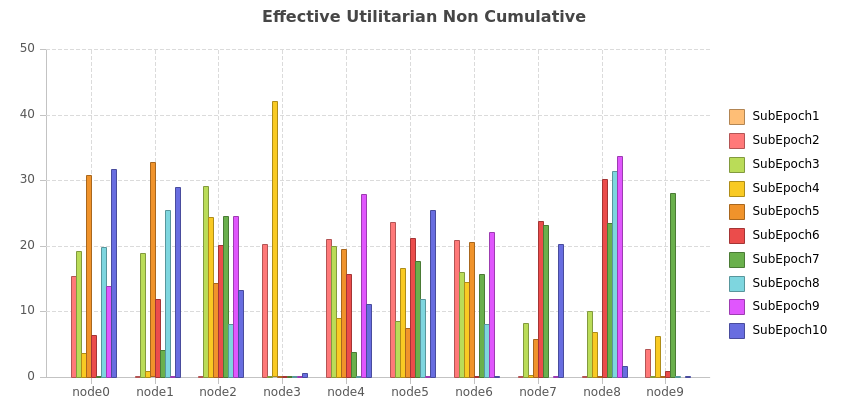 Effective Utilitarian Non Cumulative
50
40
30
20
10
0
node0 node1 node2 node3 node4 node5 node6 node7 node8 node9
SubEpoch1
SubEpoch2
SubEpoch3
SubEpoch4
SubEpoch5
SubEpoch6
SubEpoch7
SubEpoch8
SubEpoch9
SubEpoch10